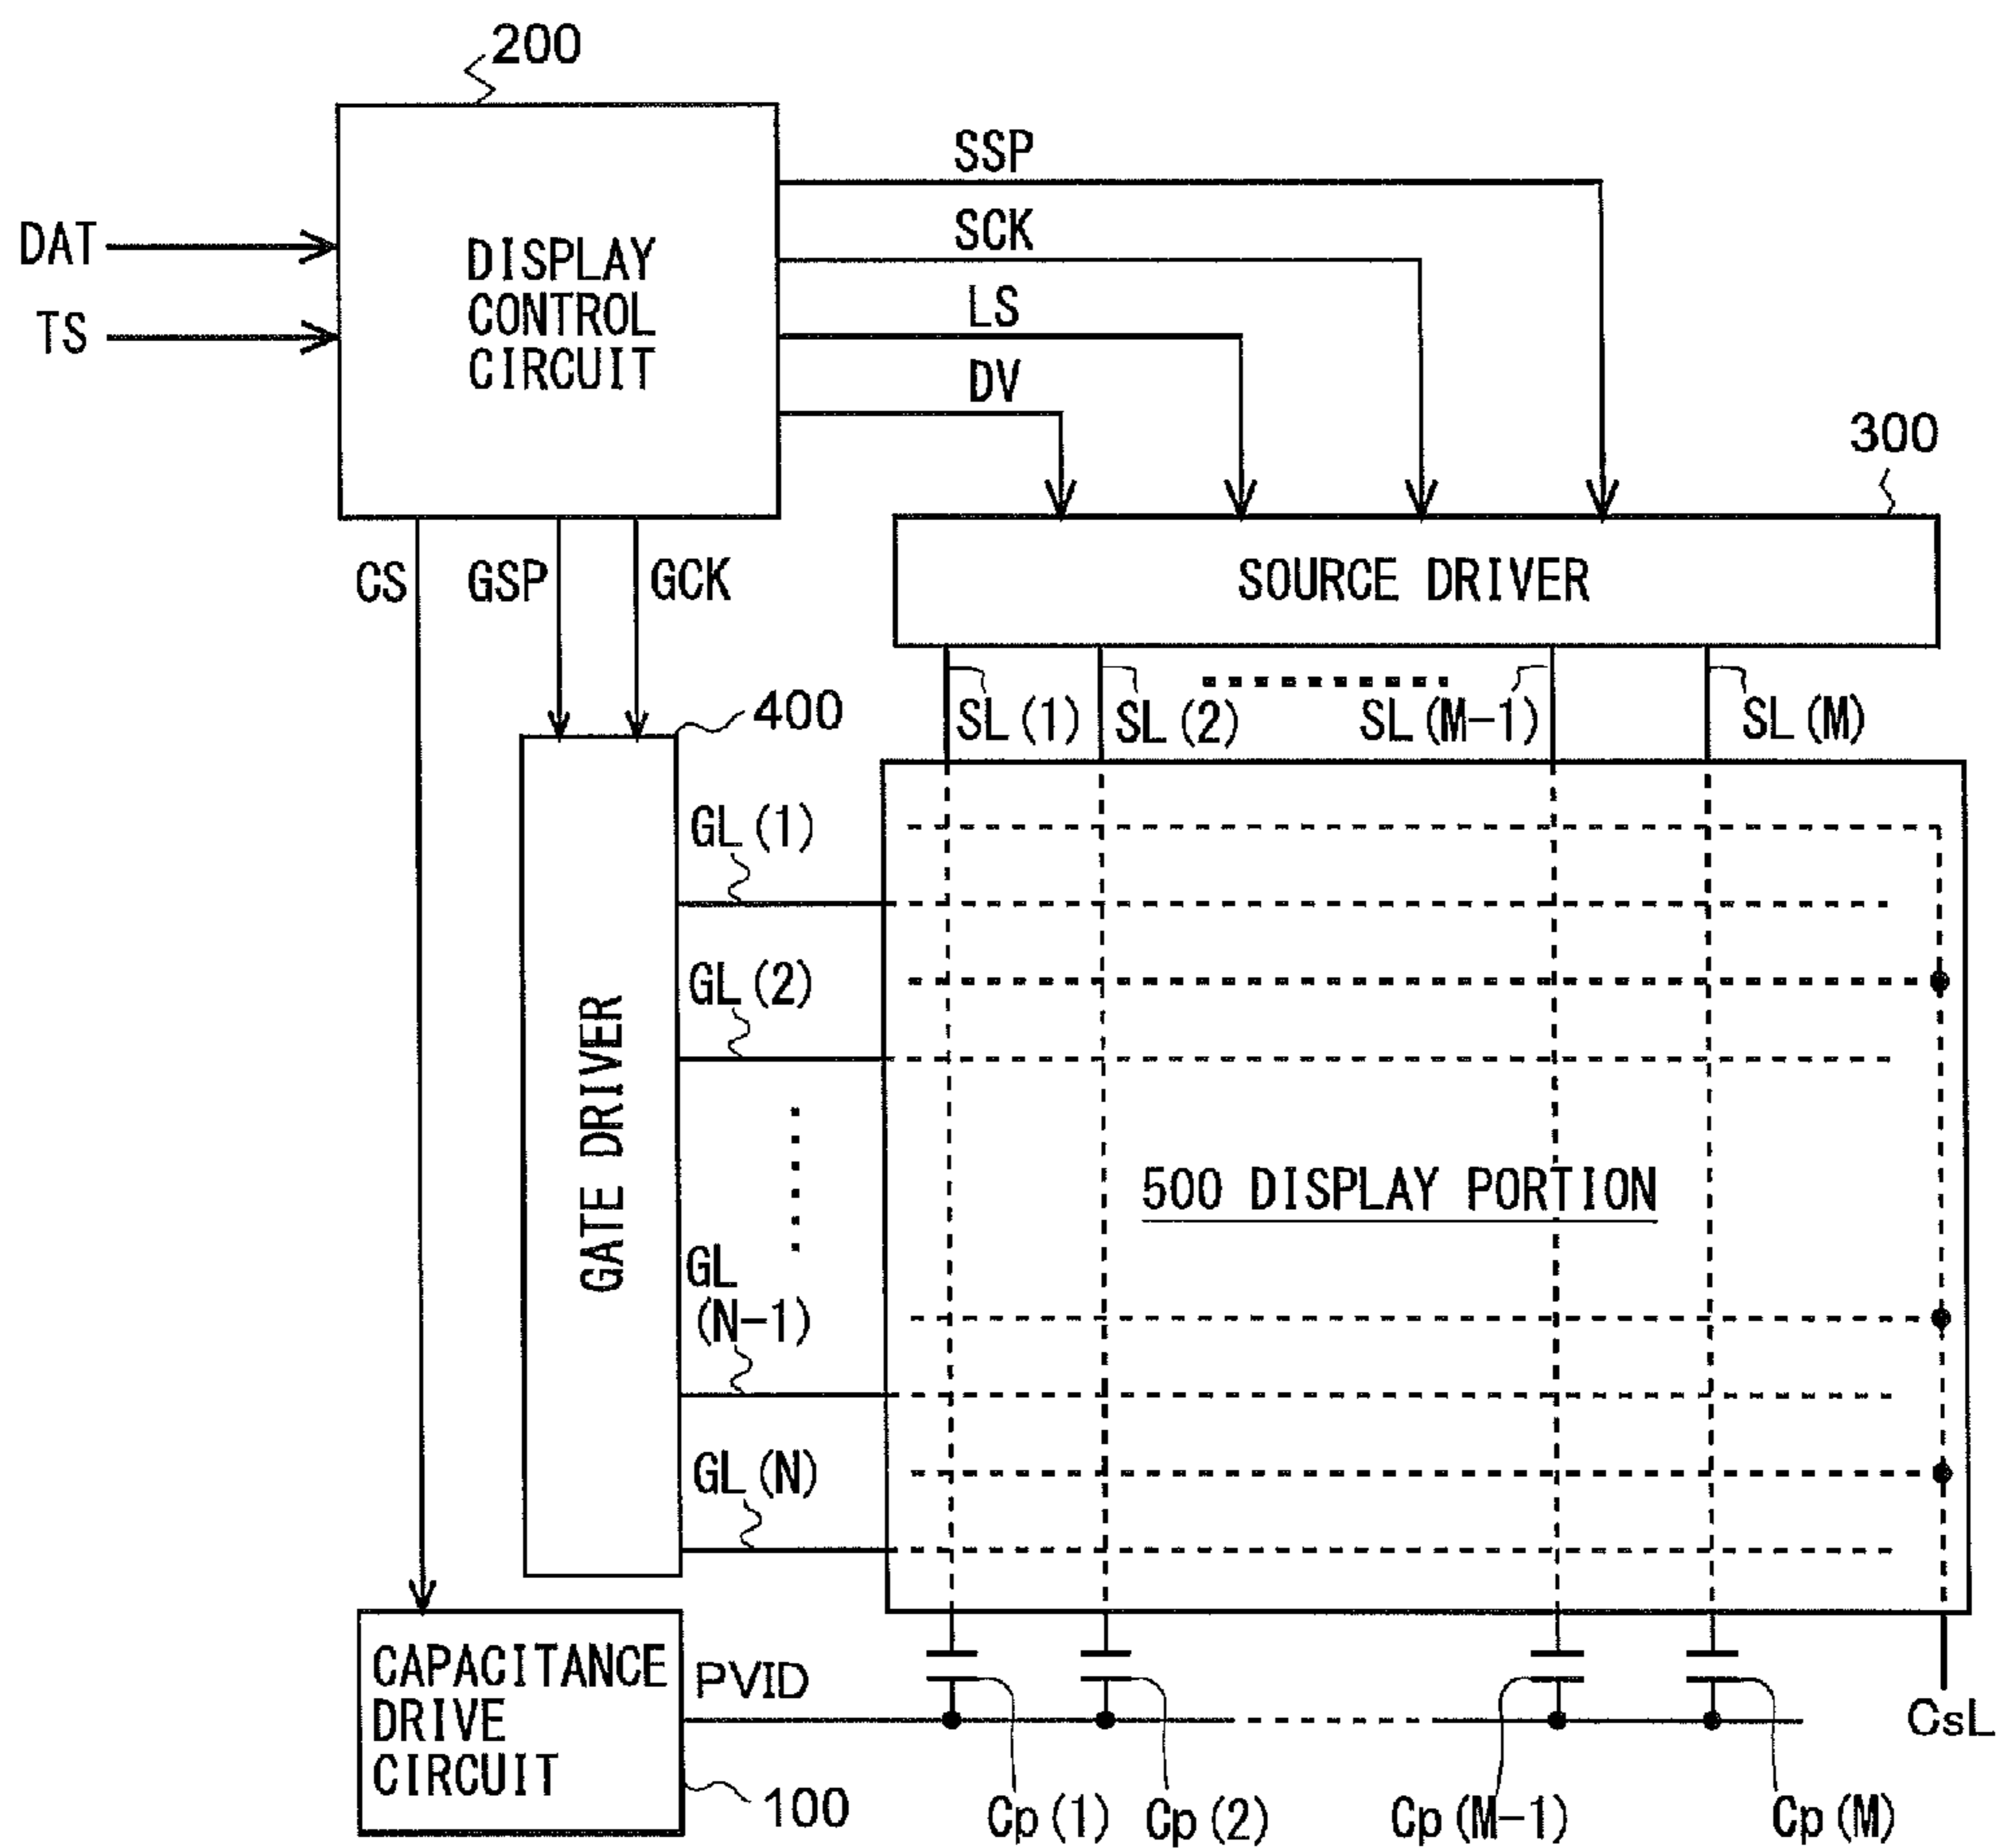 200
SSP
DAT
SCK
DISPLAY
CONTROL
CIRCUIT
TS
LS
DV
300
CS
GSP
GCK
SOURCE DRIVER
SL(1)
SL(2)
SL(M-1)
SL(M)
400
GL(1)
GL(2)
GATE DRIVER
500 DISPLAY PORTION
GL
(N-1)
GL(N)
CAPACITANCE
DRIVE
CIRCUIT
PVID
CsL
100
Cp(1)
Cp(2)
Cp(M-1)
Cp(M)